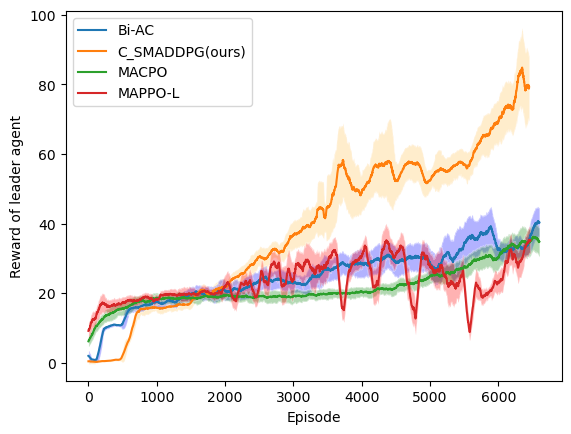 Bi-AC
C_SMADDPG(ours)
MACPO
MAPPO-L
Reward of leader agent
100
80
60
40
20
0
0 1000 2000 3000 4000 5000 6000
Episode